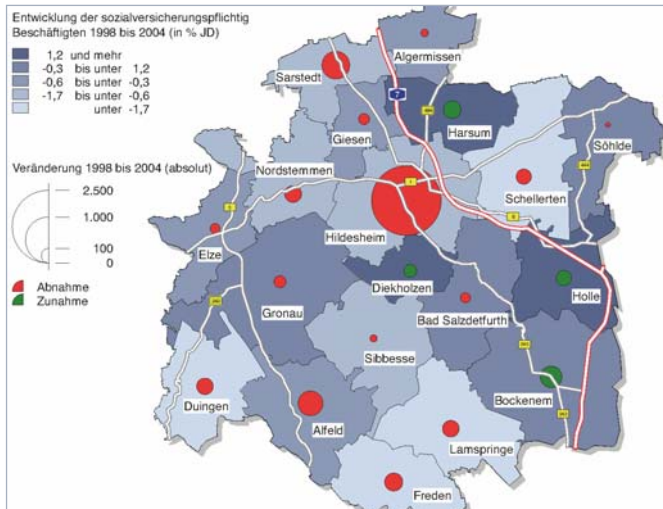 Entwicklung der sozialversicherungspflichtig
Beschäftigten 1998 bis 2004 (in % JD)
1,2 und mehr
-0,3 bis unter 1,2
-0,6 bis unter -0,3
-1,7 bis unter -0,6
unter -1,7
Veränderung 1998 bis 2004 (absolut)
2.500
1.000
100
0
Abnahme
Zunahme
Algermissen
Sarstedt
7
Harsum
Giesen
Söhlde
Nordstemmen
Schellerten
1
6
Hildesheim
Elze
Diekholzen
Holle
Gronau
Bad Salzdetfurth
Sibbesse
Bockenem
Duingen
Alfeld
Lamspringe
Freden